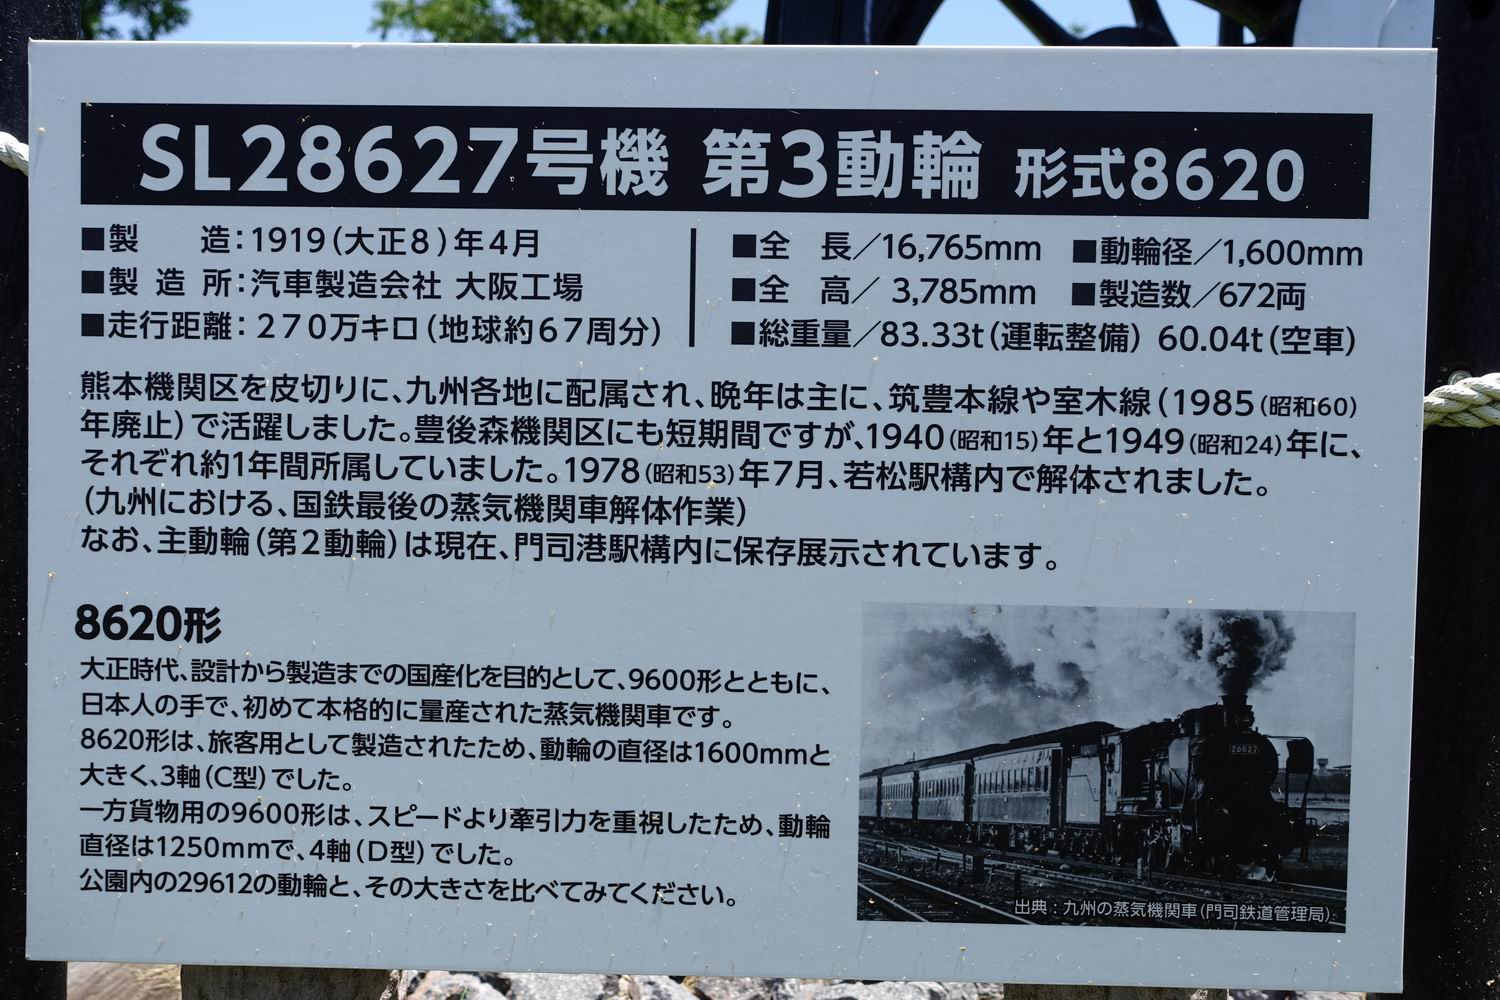 SL28627号機 第3動輪 形式8620
■製 造:1919(大正8)年4月
■製 造 所:汽車製造会社 大阪工場
■走行距離:270万キロ(地球約67周分)
■全 長/16,765mm ■動輪径/1,600mm
■全 高/ 3,785mm ■製造数/672両
■総重量/83.33t(運転整備) 60.04t(空車)
熊本機関区を皮切りに、九州各地に配属され、晩年は主に、筑豊本線や室木線(1985(昭和60)
年廃止)で活躍しました。豊後森機関区にも短期間ですが、1940(昭和15)年と1949(昭和24)年に、
それぞれ約1年間所属していました。1978(昭和53)年7月、若松駅構内で解体されました。
(九州における、国鉄最後の蒸気機関車解体作業)
なお、主動輪(第2動輪)は現在、門司港駅構内に保存展示されています。
8620形
大正時代、設計から製造までの国産化を目的として、9600形とともに、
日本人の手で、初めて本格的に量産された蒸気機関車です。
8620形は、旅客用として製造されたため、動輪の直径は1600mmと
大きく、3軸(C型)でした。
一方貨物用の9600形は、スピードより牽引力を重視したため、動輪
直径は1250mmで、4軸(D型)でした。
公園内の29612の動輪と、その大きさを比べてみてください。
28627
出典:九州の蒸気機関車(門司鉄道管理局)